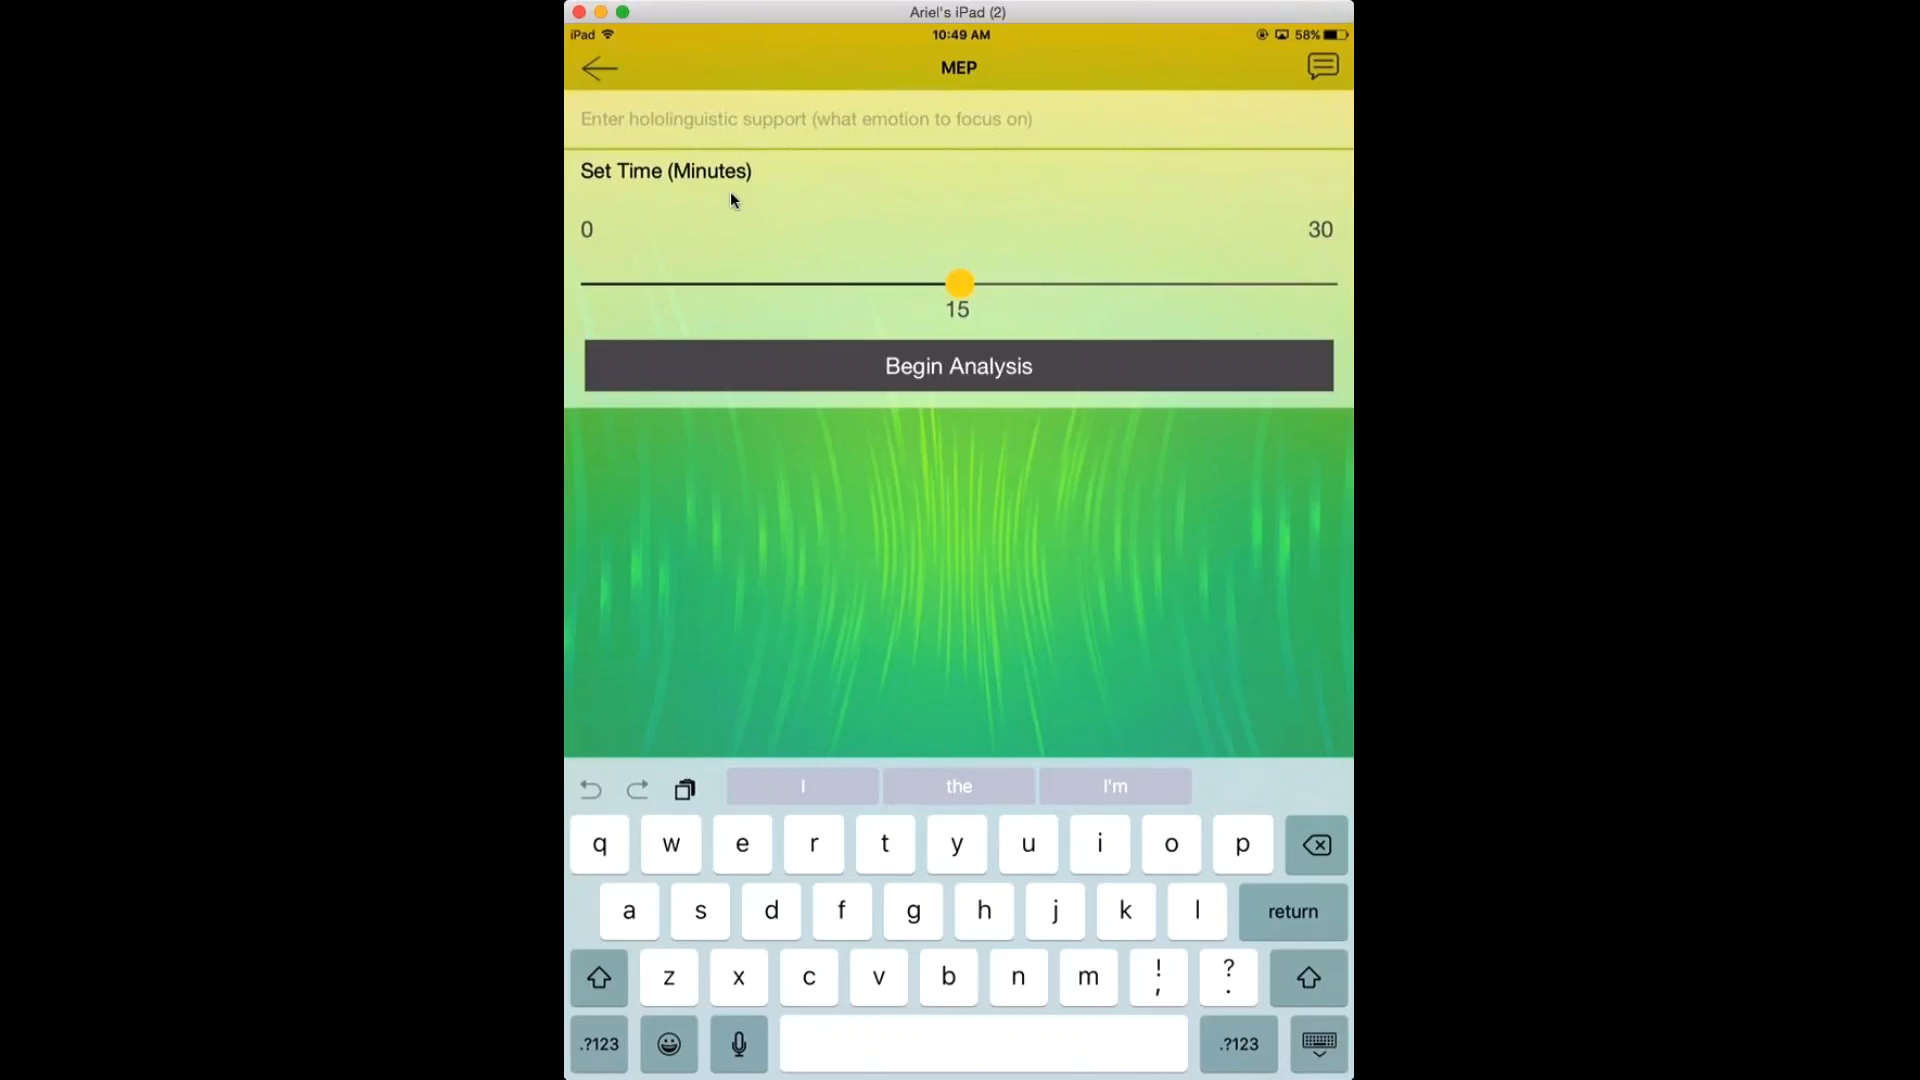 Ariel's iPad (2)
iPad 10:49 AM 58%
MEP
Enter hololinguistic support (what emotion to focus on)
Set Time (Minutes)
0 30
15
Begin Analysis
I the I'm
q w e r t y u i o p
a s d f g h j k l return
z x c v b n m ! , ? .
.?123 .?123